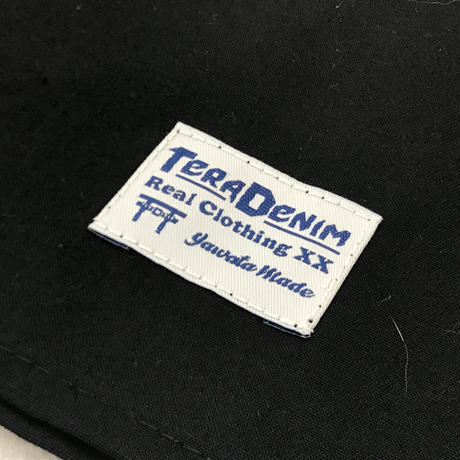 TERADENIM
Real Clothing XX
Yawata Made